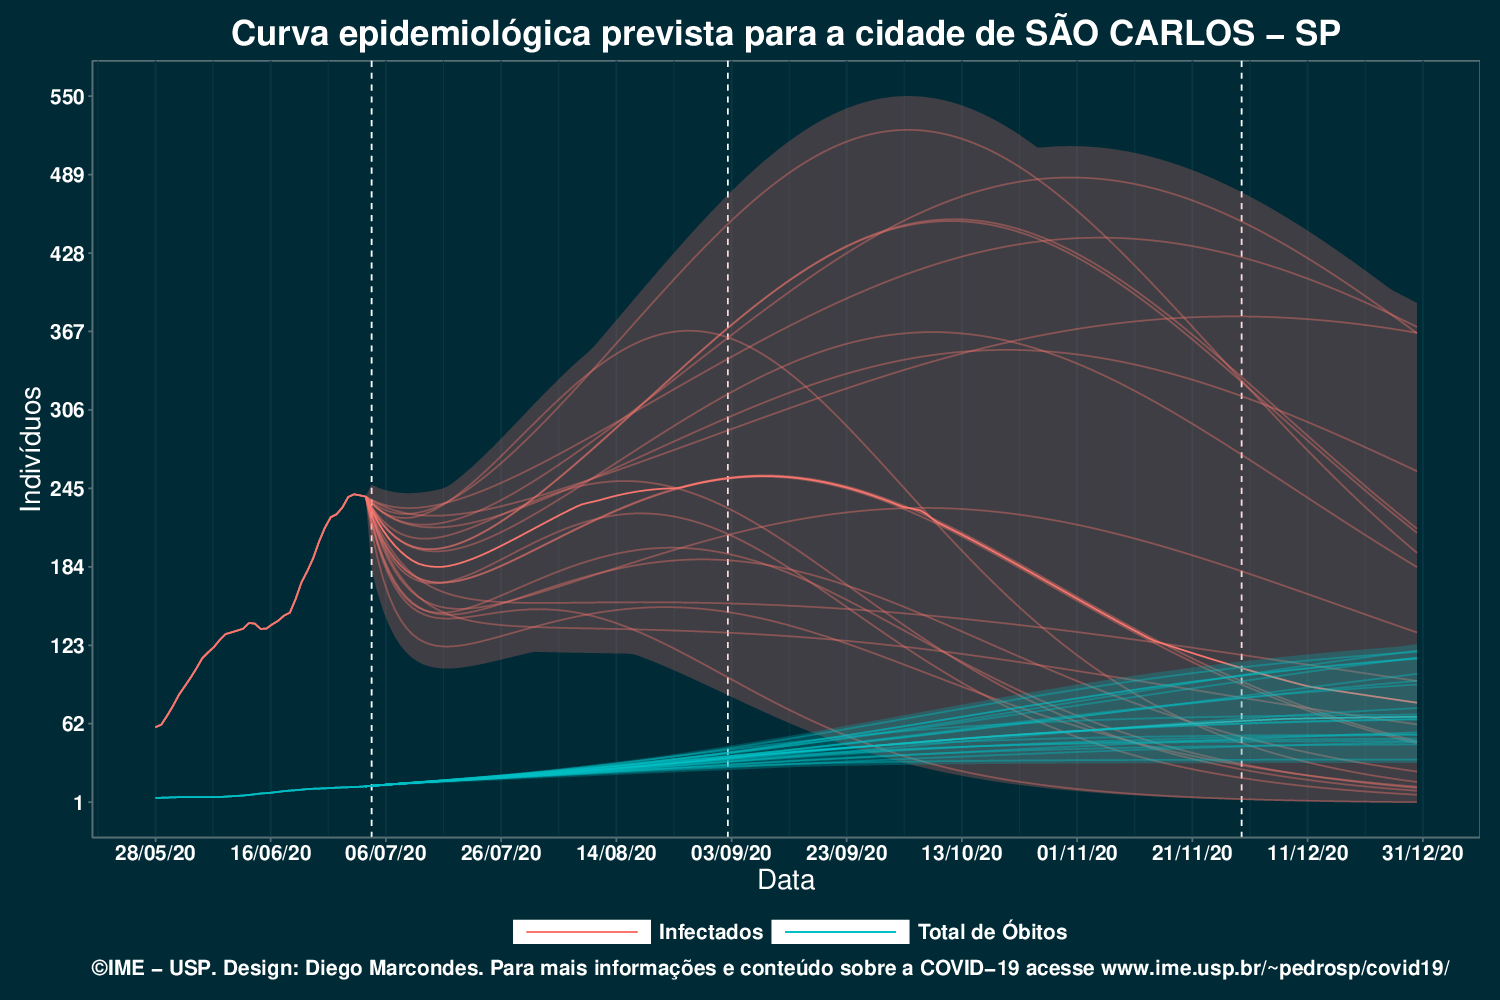 Curva epidemiológica prevista para a cidade de SÃO CARLOS – SP
Indivíduos
550
489
428
367
306
245
184
123
62
1
28/05/20 16/06/20 06/07/20 26/07/20 14/08/20 03/09/20 23/09/20 13/10/20 01/11/20 21/11/20 11/12/20 31/12/20
Data
Infectados Total de Óbitos
©IME – USP. Design: Diego Marcondes. Para mais informações e conteúdo sobre a COVID–19 acesse www.ime.usp.br/~pedrosp/covid19/